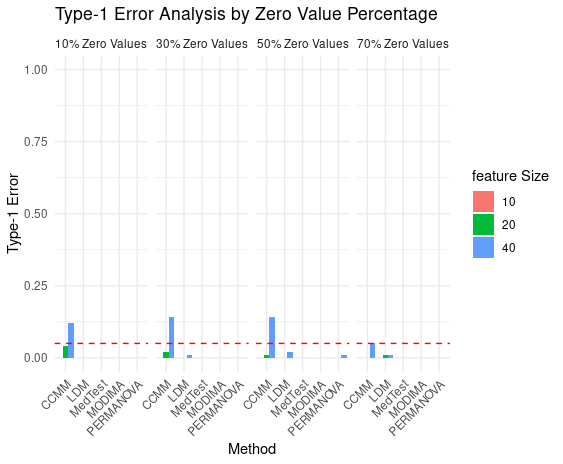 Type-1 Error Analysis by Zero Value Percentage
10% Zero Values 30% Zero Values 50% Zero Values 70% Zero Values
1.00
0.75
0.50
0.25
0.00
Type-1 Error
CCMM LDM MedTest MODIMA PERMANOVA CCMM LDM MedTest MODIMA PERMANOVA CCMM LDM MedTest MODIMA PERMANOVA CCMM LDM MedTest MODIMA PERMANOVA
Method
feature Size
10
20
40